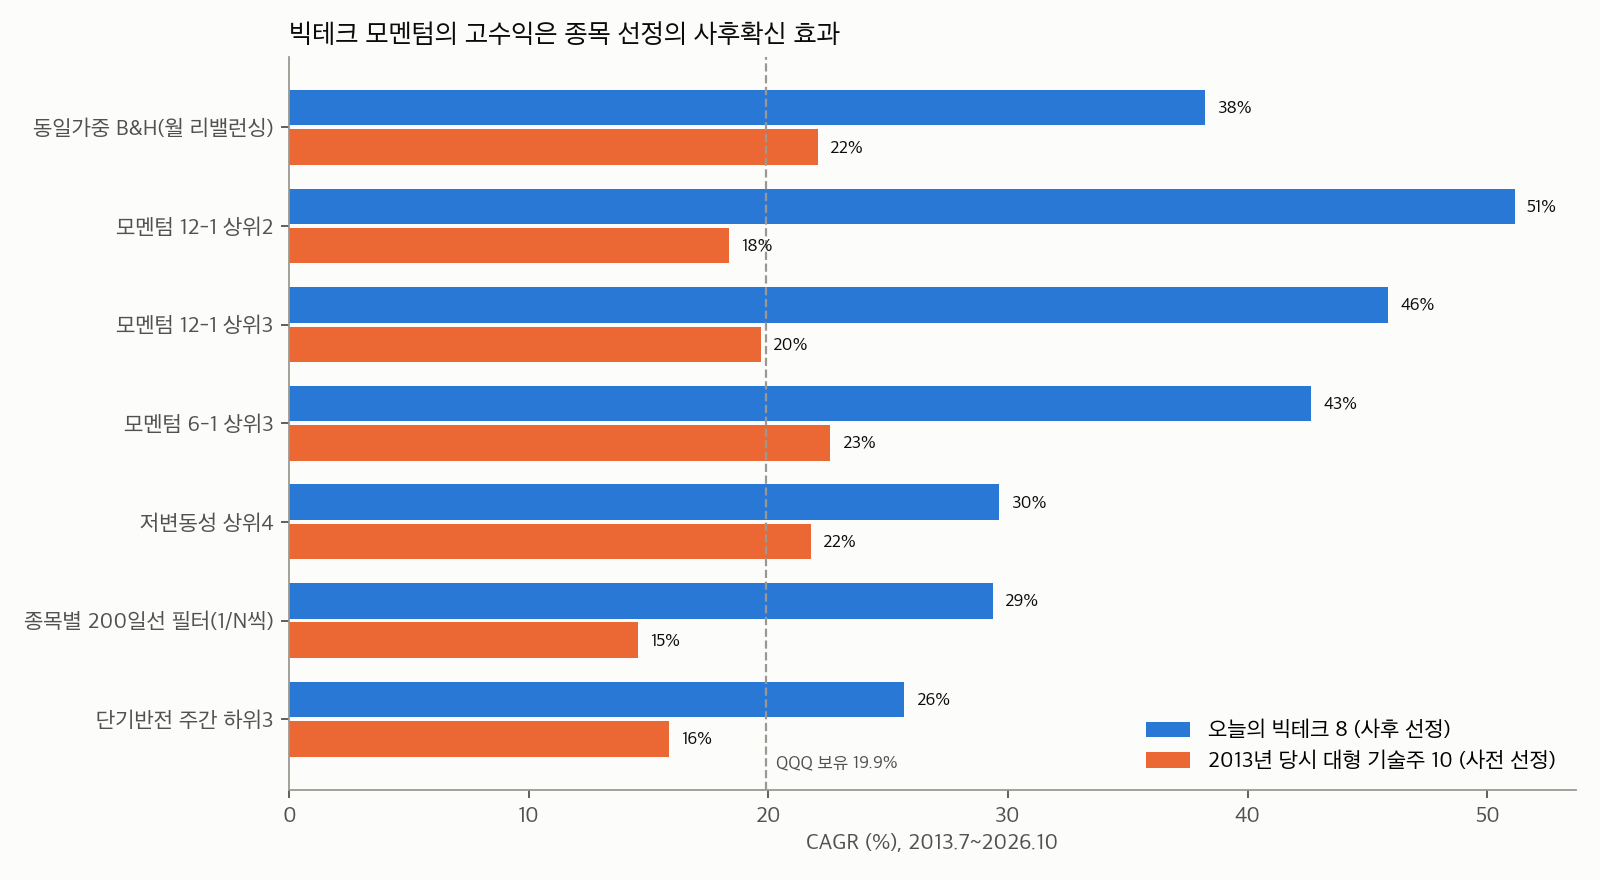 빅테크 모멘텀의 고수익은 종목 선정의 사후확신 효과
동일가중 B&H(월 리밸런싱)
38%
22%
모멘텀 12-1 상위2
51%
18%
모멘텀 12-1 상위3
46%
20%
모멘텀 6-1 상위3
43%
23%
저변동성 상위4
30%
22%
종목별 200일선 필터(1/N씩)
29%
15%
단기반전 주간 하위3
26%
16%
QQQ 보유 19.9%
오늘의 빅테크 8 (사후 선정)
2013년 당시 대형 기술주 10 (사전 선정)
0 10 20 30 40 50
CAGR (%), 2013.7~2026.10